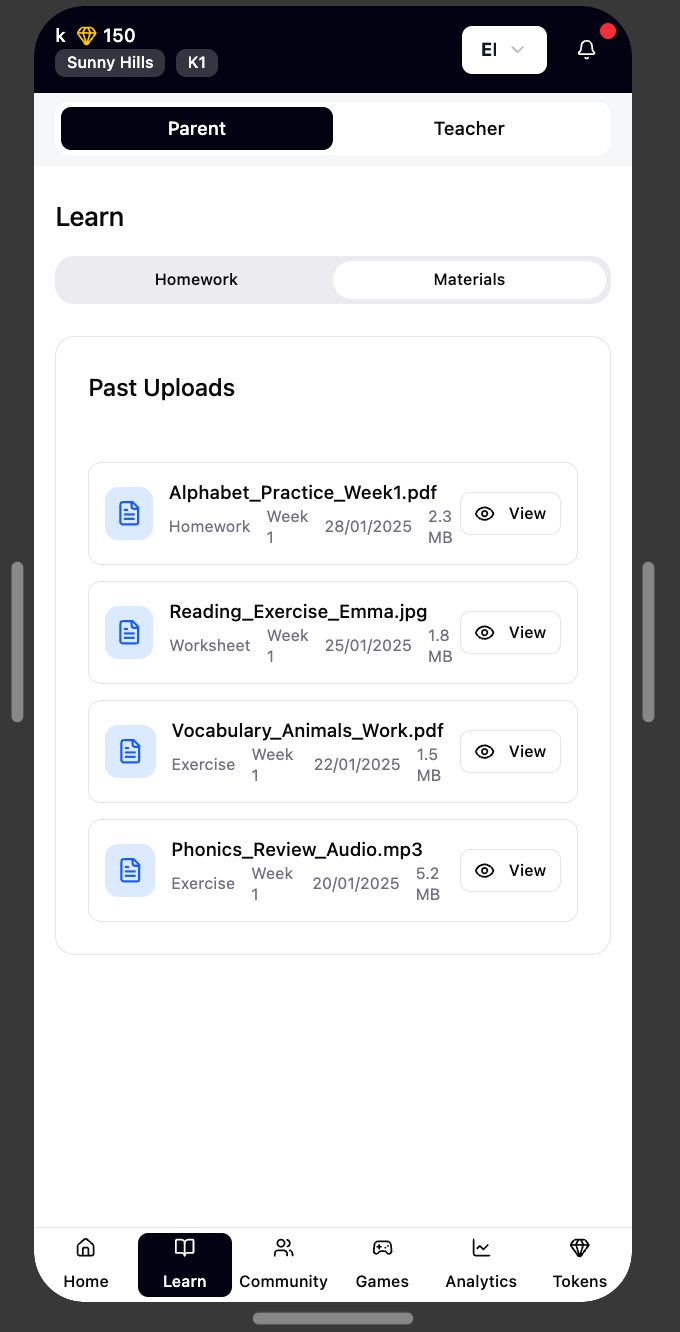 k 150
Sunny Hills K1
El
Parent Teacher
Learn
Homework Materials
Past Uploads
Alphabet_Practice_Week1.pdf
Homework Week 1 28/01/2025 2.3 MB
View
Reading_Exercise_Emma.jpg
Worksheet Week 1 25/01/2025 1.8 MB
View
Vocabulary_Animals_Work.pdf
Exercise Week 1 22/01/2025 1.5 MB
View
Phonics_Review_Audio.mp3
Exercise Week 1 20/01/2025 5.2 MB
View
Home Learn Community Games Analytics Tokens